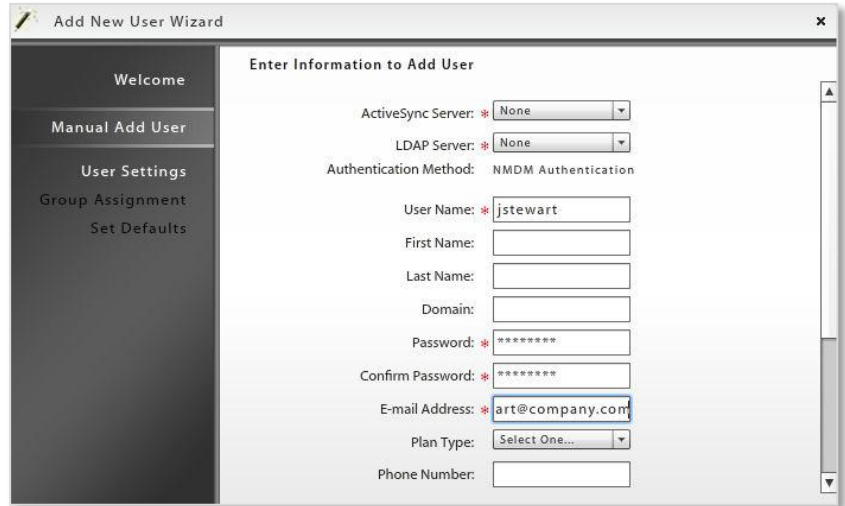 Add New User Wizard
×
Welcome
Manual Add User
User Settings
Group Assignment
Set Defaults
Enter Information to Add User
ActiveSync Server: * None
LDAP Server: * None
Authentication Method: NMDM Authentication
User Name: * jstewart
First Name:
Last Name:
Domain:
Password: * ********
Confirm Password: * ********
E-mail Address: * art@company.com
Plan Type: Select One...
Phone Number: